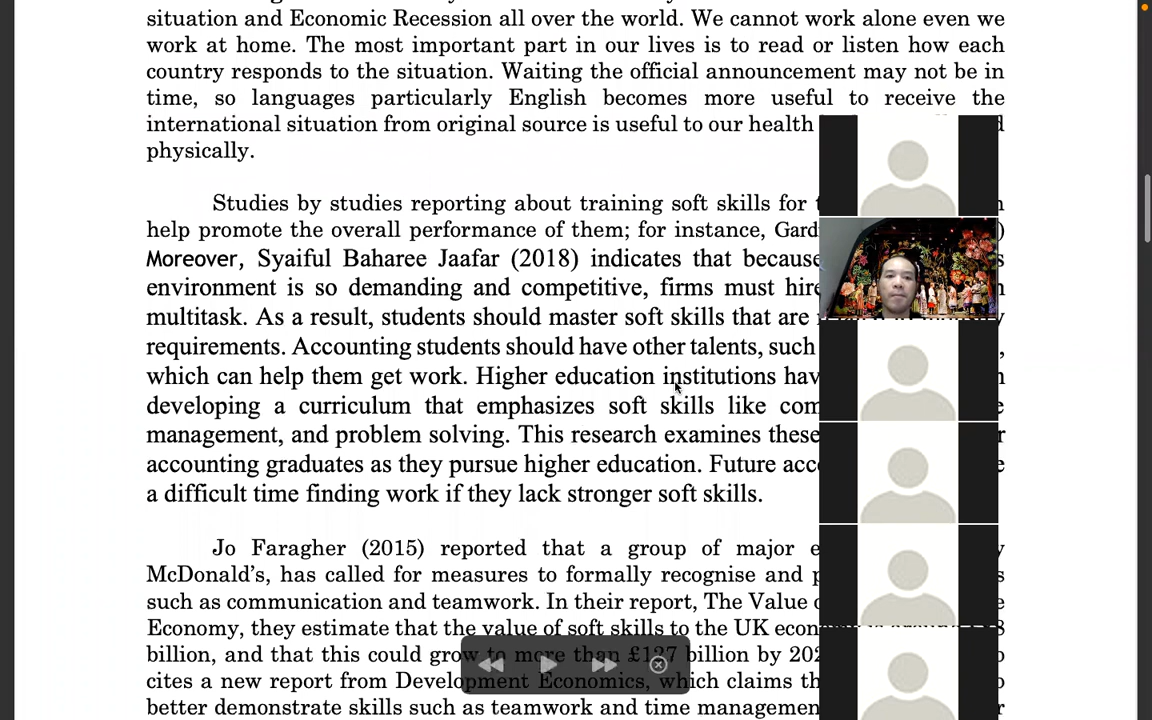 situation and Economic Recession all over the world. We cannot work alone even we
work at home. The most important part in our lives is to read or listen how each
country responds to the situation. Waiting the official announcement may not be in
time, so languages particularly English becomes more useful to receive the
international situation from original source is useful to our health
physically.
Studies by studies reporting about training soft skills for
help promote the overall performance of them; for instance,
Moreover, Syaiful Baharee Jaafar (2018) indicates that because
environment is so demanding and competitive, firms must hire
multitask. As a result, students should master soft skills that are
requirements. Accounting students should have other talents, such
which can help them get work. Higher education institutions
developing a curriculum that emphasizes soft skills like
management, and problem solving. This research examines these
accounting graduates as they pursue higher education. Future
a difficult time finding work if they lack stronger soft skills.
Jo Faragher (2015) reported that a group of major
McDonald's, has called for measures to formally recognise and
such as communication and teamwork. In their report, The Value
Economy, they estimate that the value of soft skills to the UK
billion, and that this could grow to more than £127 billion by
cites a new report from Development Economics, which claims
better demonstrate skills such as teamwork and time